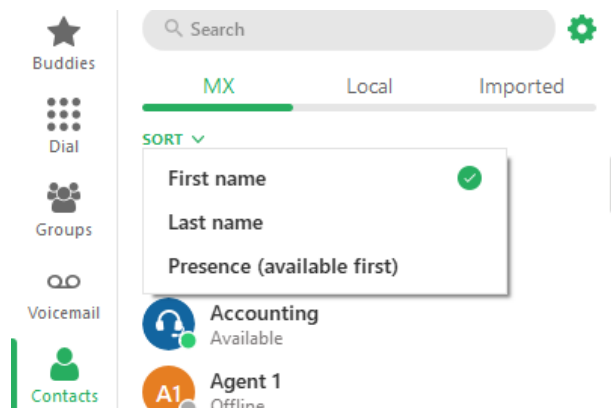 Search
Buddies
MX Local Imported
Dial
SORT
First name
Last name
Presence (available first)
Groups
Voicemail
Accounting
Available
Contacts
A1
Agent 1
Offline